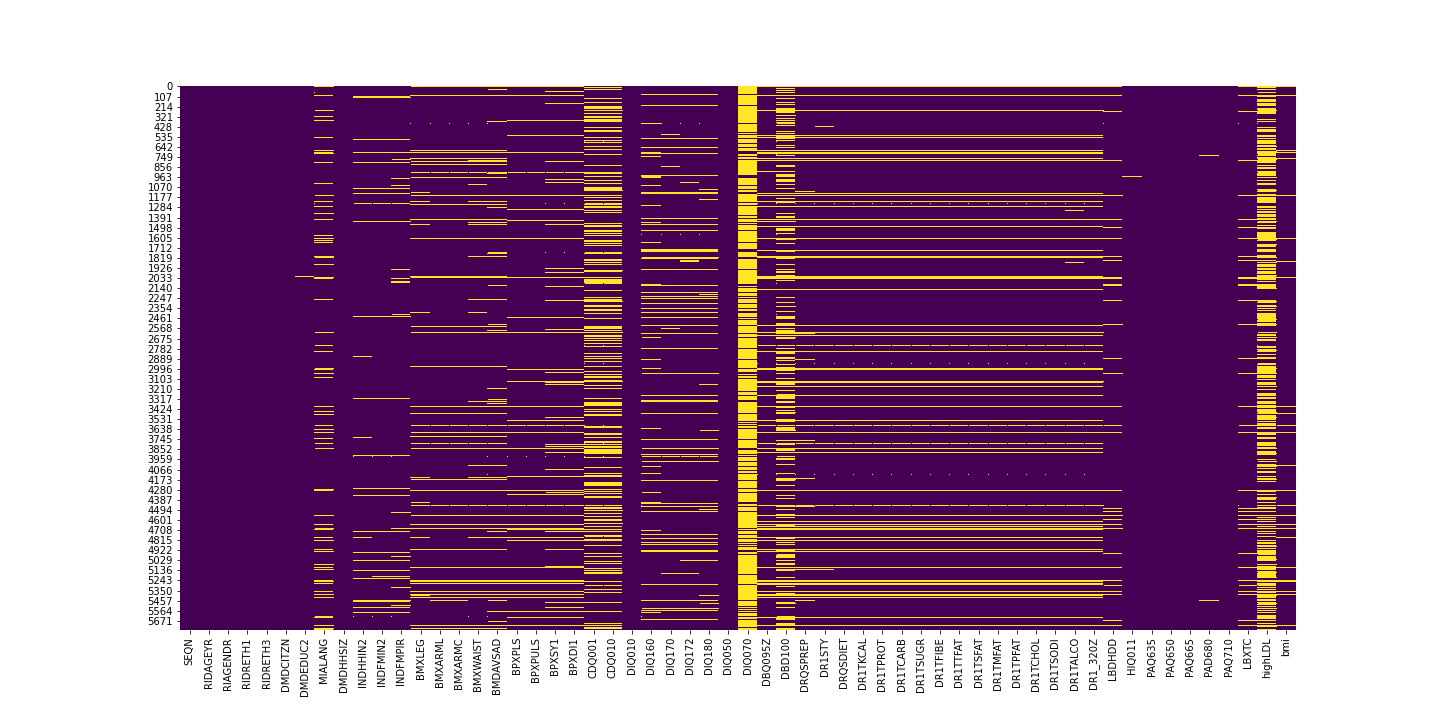 0
107
214
321
428
535
642
749
856
963
1070
1177
1284
1391
1498
1605
1712
1819
1926
2033
2140
2247
2354
2461
2568
2675
2782
2889
2996
3103
3210
3317
3424
3531
3638
3745
3852
3959
4066
4173
4280
4387
4494
4601
4708
4815
4922
5029
5136
5243
5350
5457
5564
5671
SEQN
RIDAGEYR
RIAGENDR
RIDRETH1
RIDRETH3
DMDCITZN
DMDEDUC2
MIALANG
DMDHHSIZ
INDHHIN2
INDFMIN2
INDFMPIR
BMXLEG
BMXARML
BMXARMC
BMXWAIST
BMDAVSAD
BPXPLS
BPXPULS
BPXSY1
BPXDI1
CDQ001
CDQ010
DIQ010
DIQ160
DIQ170
DIQ172
DIQ180
DIQ050
DIQ070
DBQ095Z
DBD100
DRQSPREP
DR1STY
DRQSDIET
DR1TKCAL
DR1TPROT
DR1TCARB
DR1TSUGR
DR1TFIBE
DR1TTFAT
DR1TSFAT
DR1TMFAT
DR1TPFAT
DR1TCHOL
DR1TSODI
DR1TALCO
DR1_320Z
LBDHDD
HIQ011
PAQ635
PAQ650
PAQ665
PAD680
PAQ710
LBXTC
highLDL
bmi